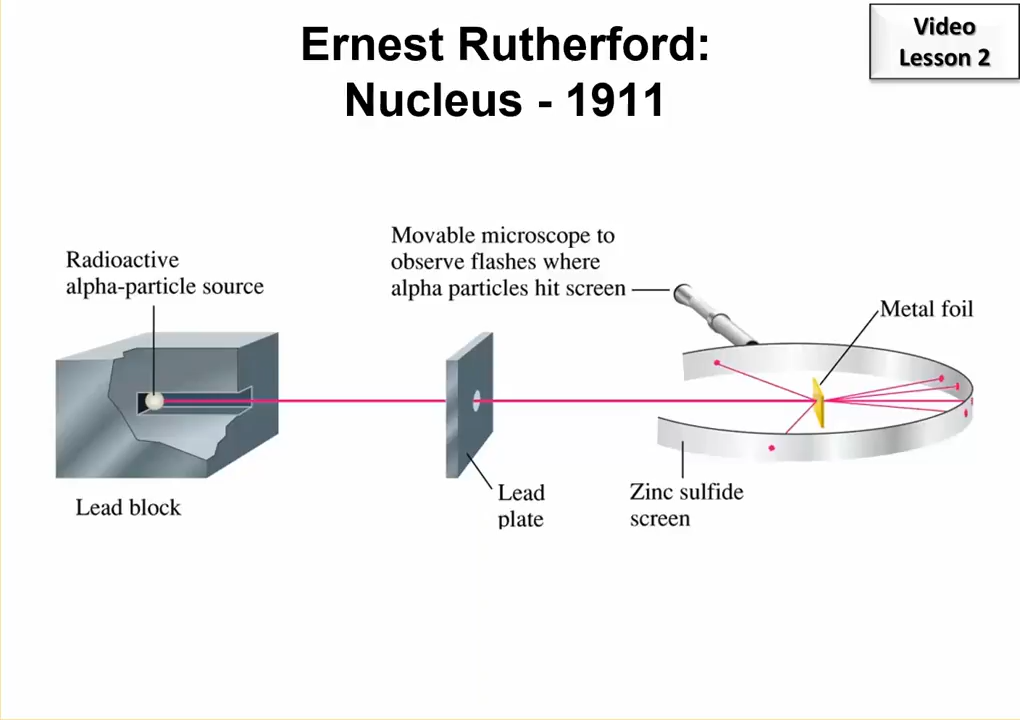 Ernest Rutherford:
Nucleus - 1911
Video
Lesson 2
Radioactive
alpha-particle source
Movable microscope to
observe flashes where
alpha particles hit screen
Metal foil
Lead block
Lead
plate
Zinc sulfide
screen